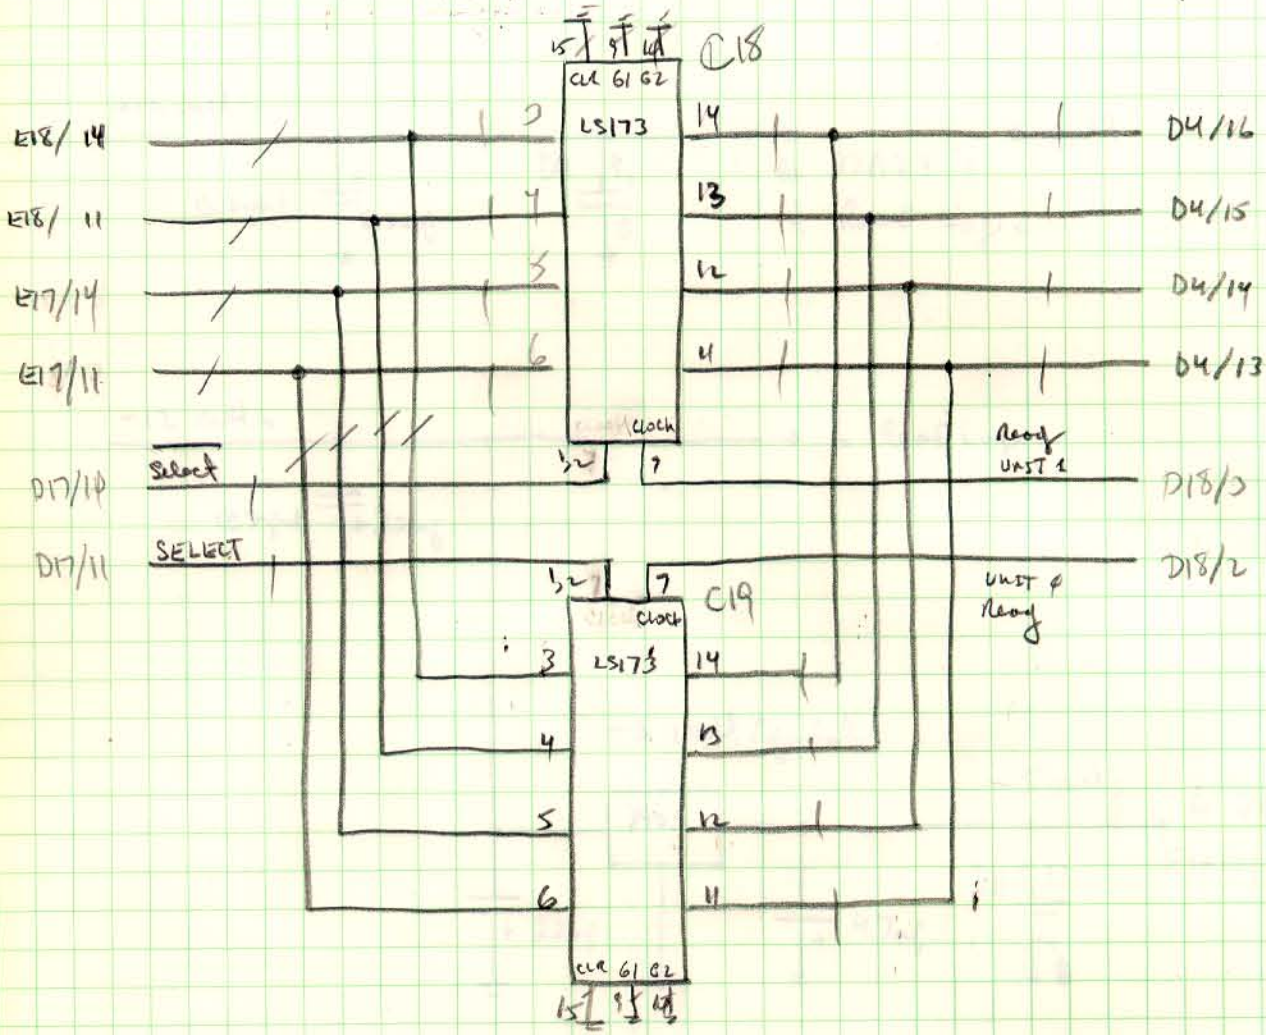 15 9 10 C18
CLR G1 G2
E18/ 14 3 LS173 14 D4/16
E18/ 11 4 13 D4/15
E17/14 5 12 D4/14
E17/11 6 11 D4/13
Clock
Select 1,2 7 UNIT 1
D17/10 D18/3
D17/11 SELECT 1,2 7 D18/2
C19 UNIT φ
Clock
3 LS173 14
4 13
5 12
6 11
CLR G1 G2
15 9 10